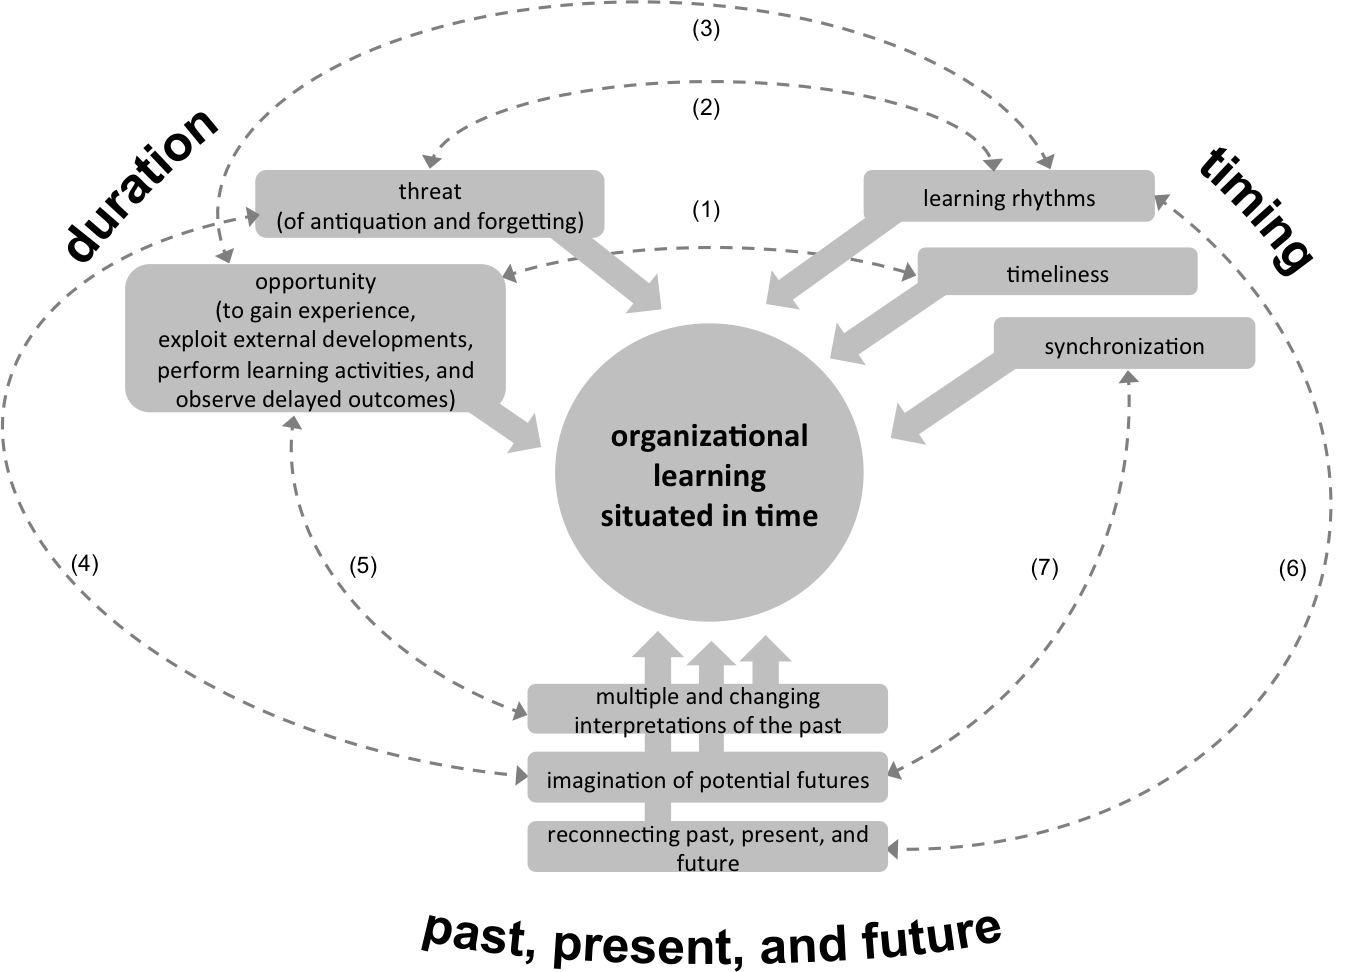 (3)
(2)
duration
timing
threat
(of antiquation and forgetting)
learning rhythms
(1)
opportunity
(to gain experience,
exploit external developments,
perform learning activities, and
observe delayed outcomes)
timeliness
synchronization
organizational
learning
situated in time
(4)
(5)
(7)
(6)
multiple and changing
interpretations of the past
imagination of potential futures
reconnecting past, present, and
future
past, present, and future